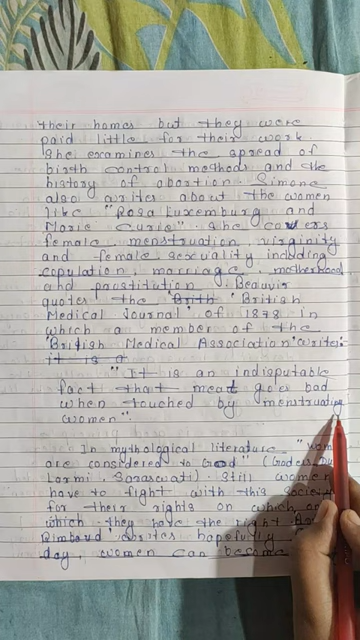 their homes but they were
paid little for their work.
She examines the spread of
birth control methods and the
history of abortion. Simone
also writes about the women
like "Rosa Luxemburg and
Marie Curie". She covers
female menstruation, virginity
and female sexuality including
copulation, marriage, motherhood
and prostitution. Beauvir
quotes the 'Brith' British
Medical Journal' of 1878 in
which a member of the
'British Medical Association' writes:
it is a
"It is an indisputable
fact that meat goes bad
when touched by menstruating
women".
In mythological literature
are considered to God" (Godess
Laxmi, Saraswati). Still women
have to fight with this society
for their rights on which
which they have the right.
Rimbaud writes hopefully
day, women can become